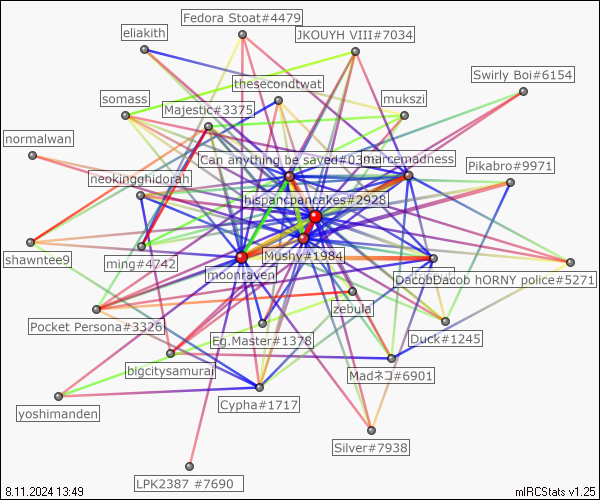 Fedora Stoat#4479
eliakith
JKOUYH VIII#7034
Swirly Boi#6154
thesecondtwat
somass
mukszi
Majestic#3375
normalwan
Can anything be saved#03
marcemadness
Pikabro#9971
neokingghidorah
hispancpancakes#2928
shawntee9
ming#4742
Mushy#1984
moonraven
DacobDacob hORNY police#5271
zebula
Pocket Persona#3326
Eg.Master#1378
Duck#1245
bigcitysamurai
Madネコ#6901
Cypha#1717
yoshimanden
Silver#7938
LPK2387 #7690
8.11.2024 13:49
mIRCStats v1.25